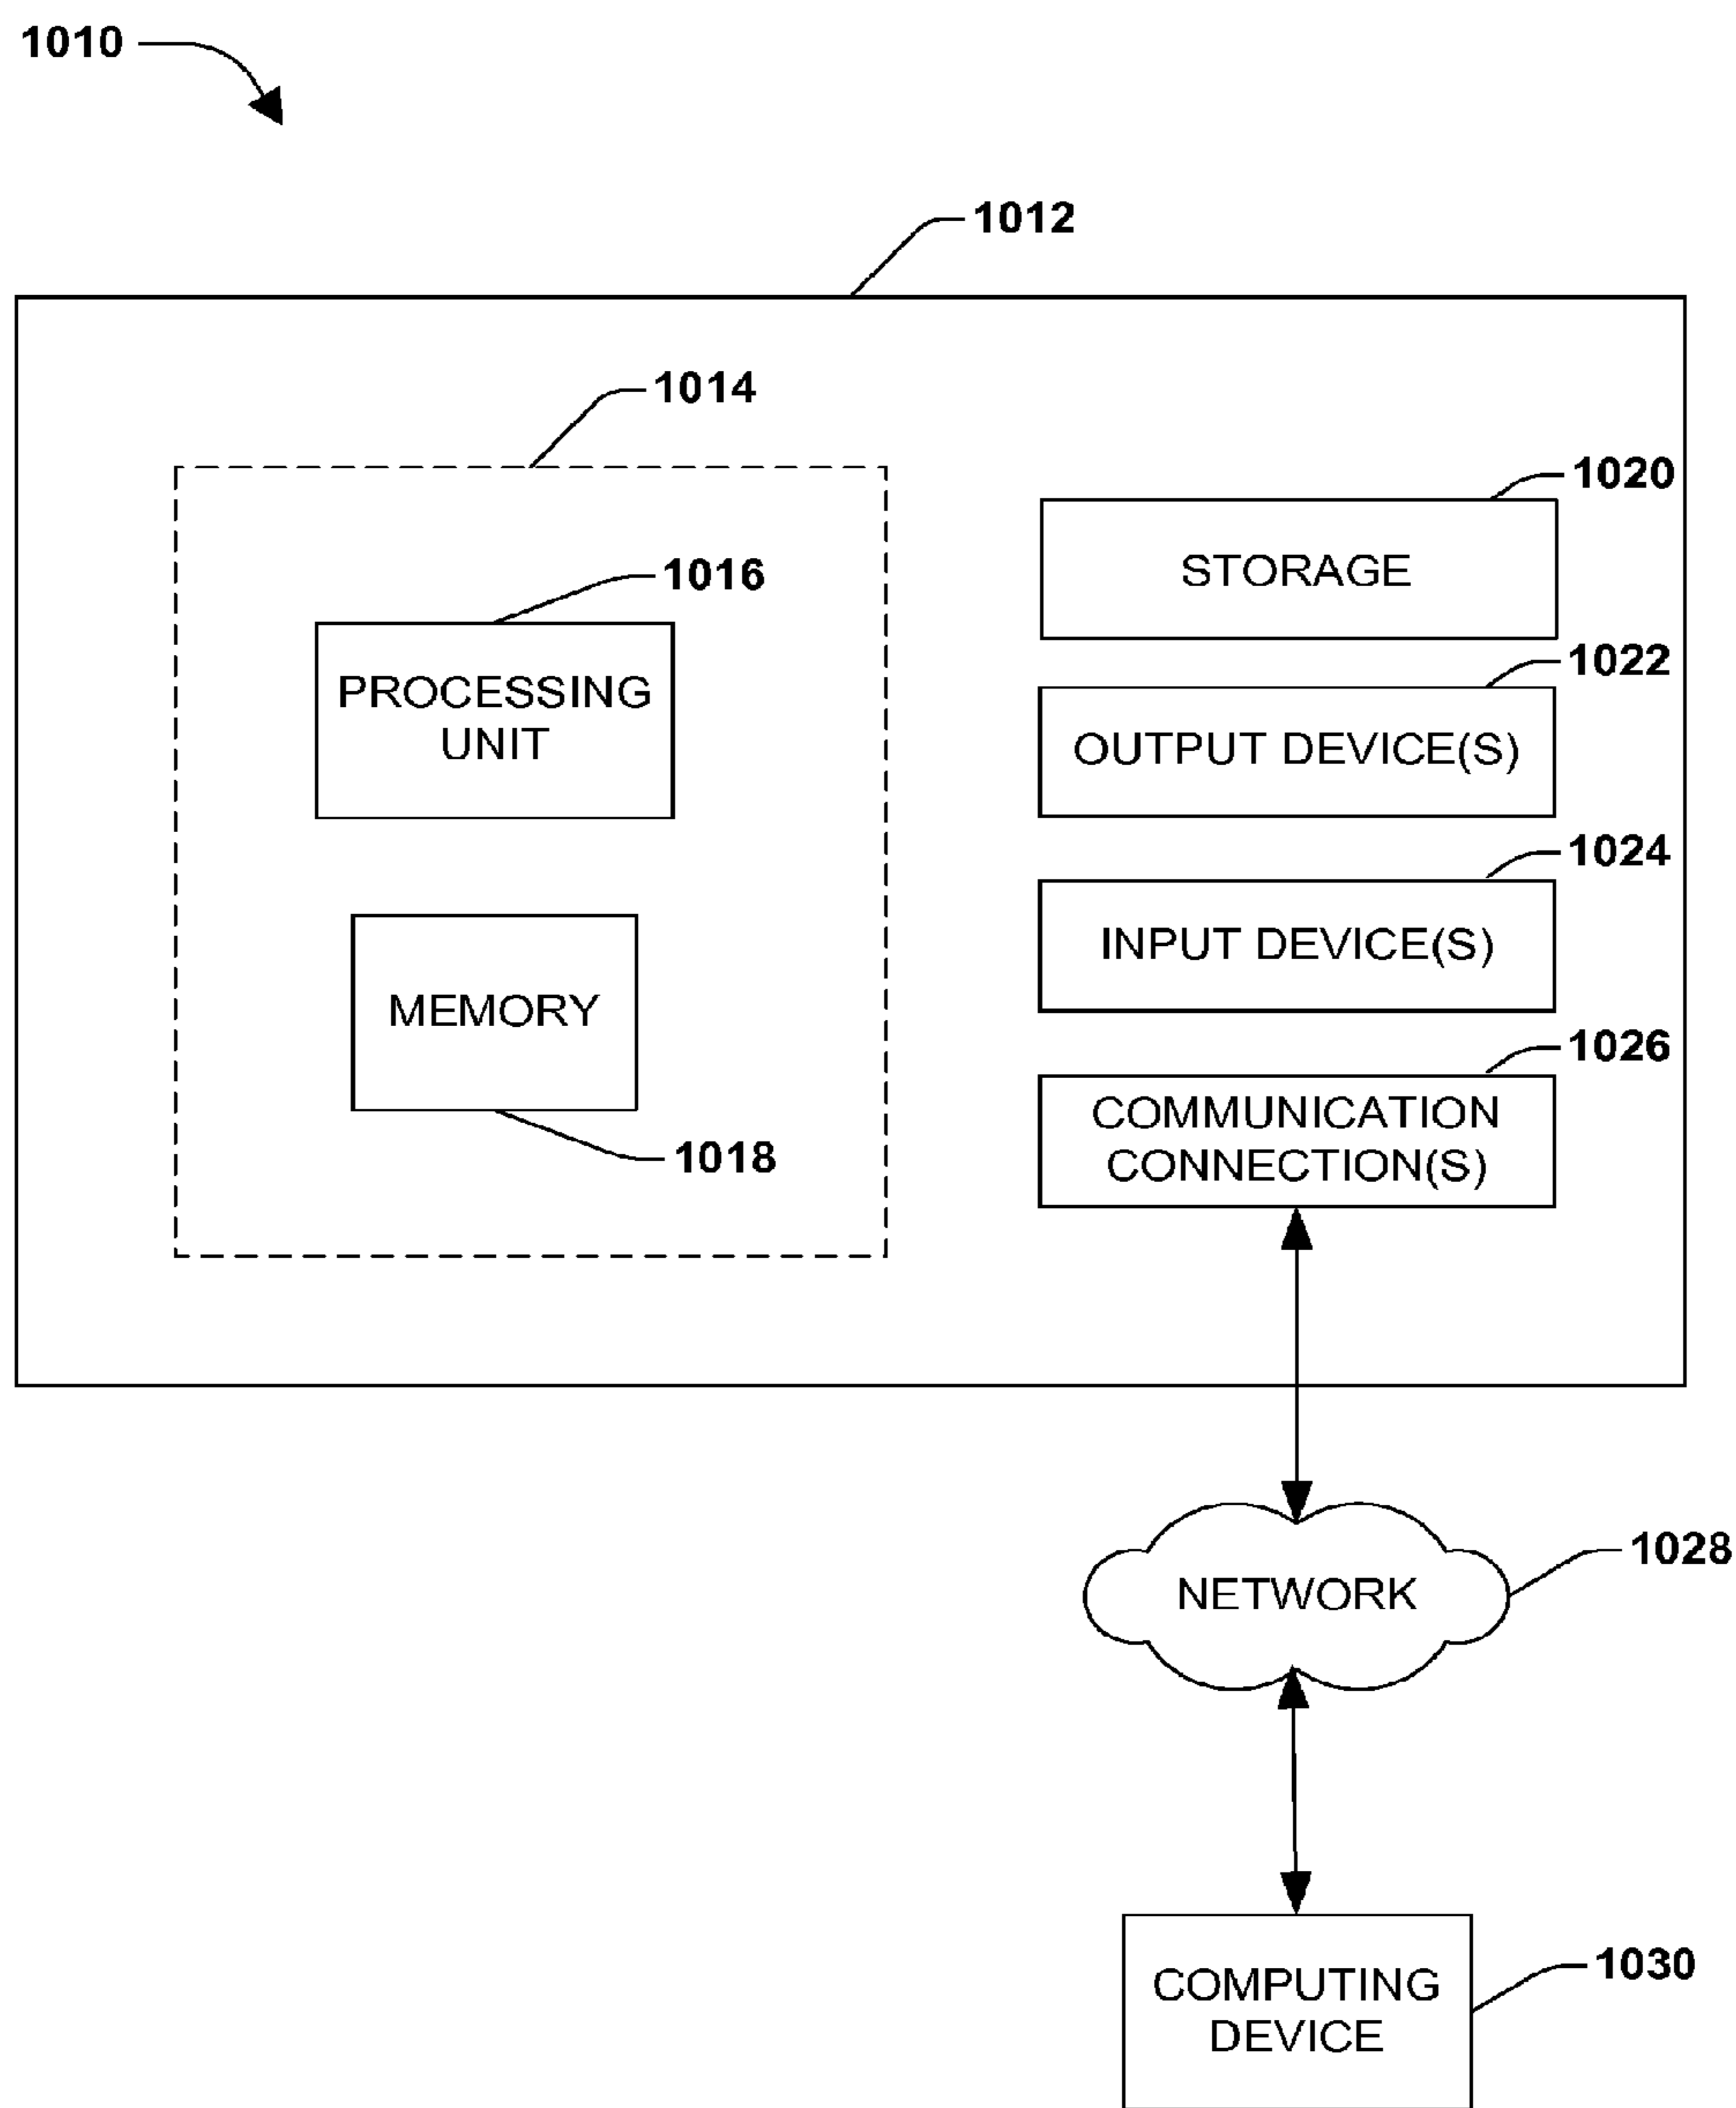 1010
1012
1014
1016
PROCESSING
UNIT
MEMORY
1018
1020
STORAGE
1022
OUTPUT DEVICE(S)
1024
INPUT DEVICE(S)
1026
COMMUNICATION
CONNECTION(S)
1028
NETWORK
1030
COMPUTING
DEVICE